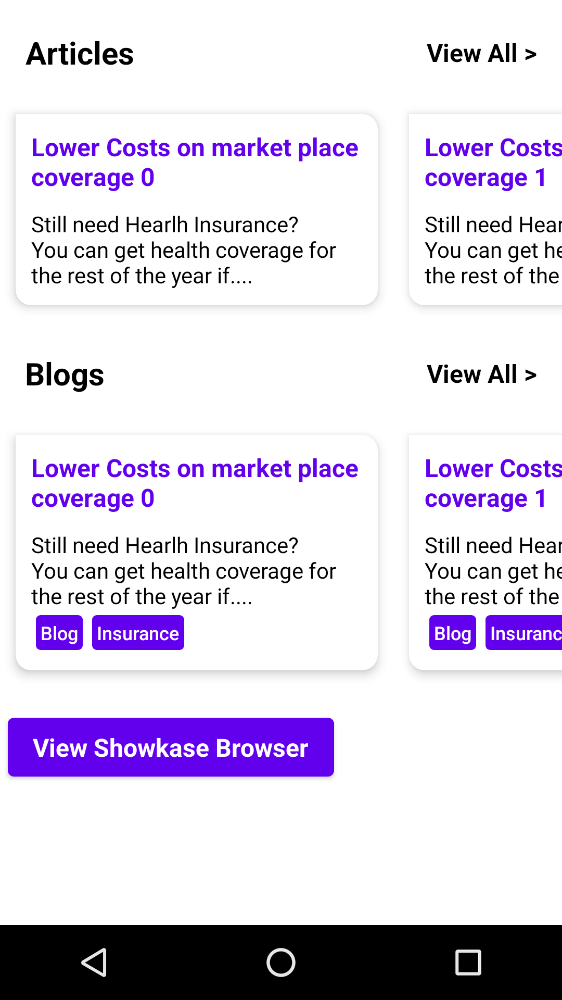 Articles
View All >
Lower Costs on market place
coverage 0
Still need Hearlh Insurance?
You can get health coverage for
the rest of the year if....
Lower Costs
coverage 1
Still need Hear
You can get he
the rest of the
Blogs
View All >
Lower Costs on market place
coverage 0
Still need Hearlh Insurance?
You can get health coverage for
the rest of the year if....
Blog
Insurance
Lower Costs
coverage 1
Still need Hear
You can get he
the rest of the
Blog
Insuranc
View Showkase Browser